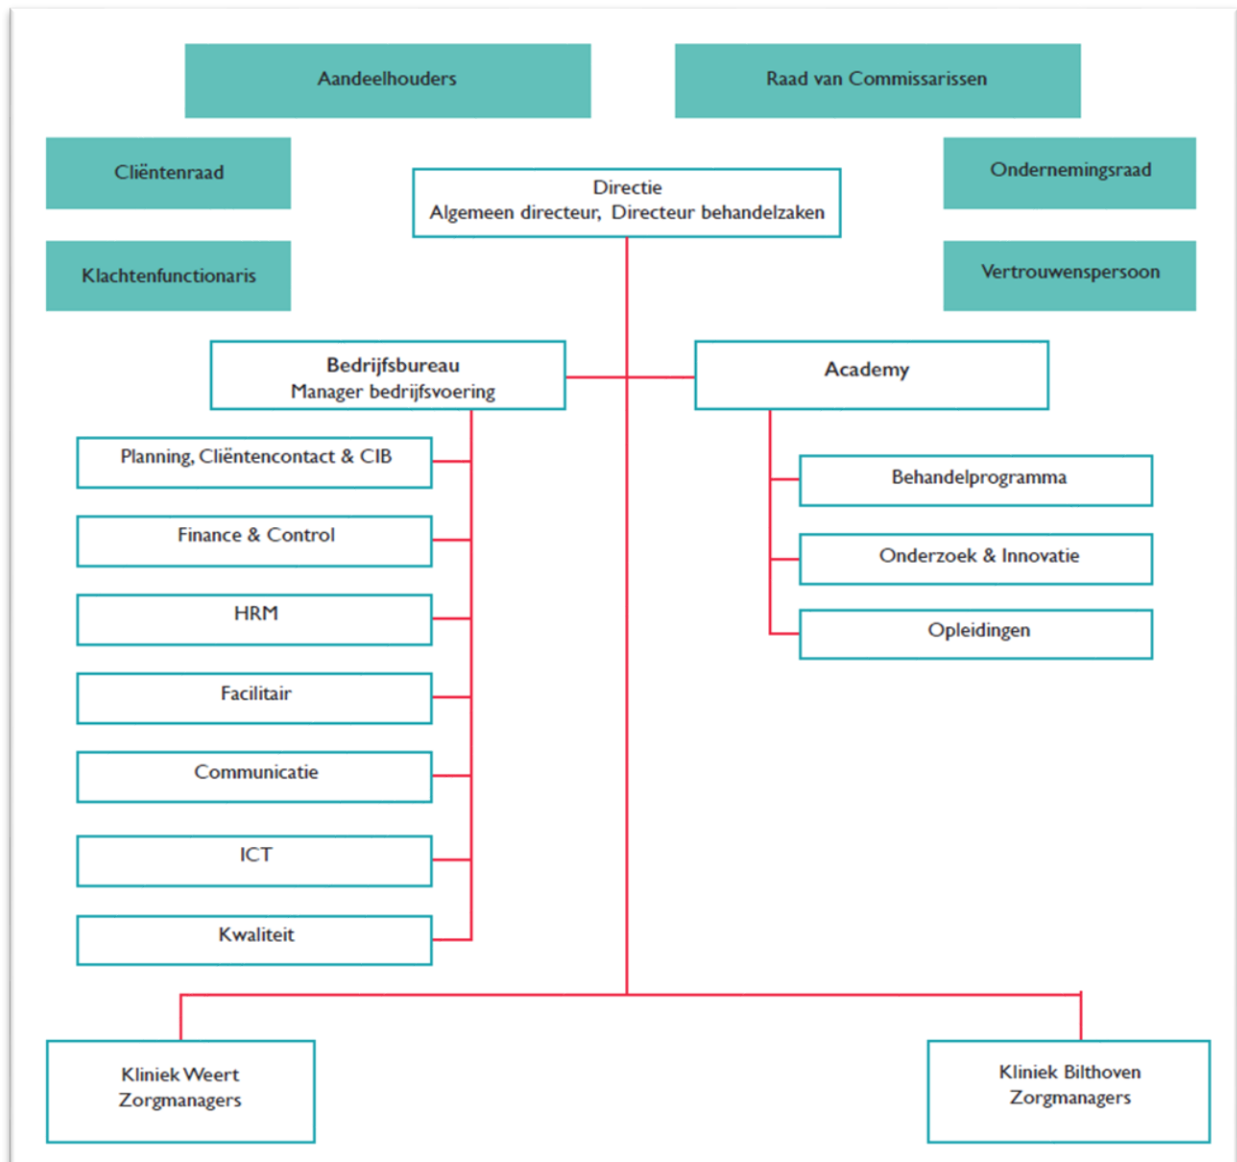 Aandeelhouders
Raad van Commissarissen
Cliëntenraad
Ondernemingsraad
Directie
Algemeen directeur, Directeur behandelzaken
Klachtenfunctionaris
Vertrouwenspersoon
Bedrijfsbureau
Manager bedrijfsvoering
Academy
Planning, Cliëntencontact & CIB
Finance & Control
HRM
Facilitair
Communicatie
ICT
Kwaliteit
Behandelprogramma
Onderzoek & Innovatie
Opleidingen
Kliniek Weert
Zorgmanagers
Kliniek Bilthoven
Zorgmanagers